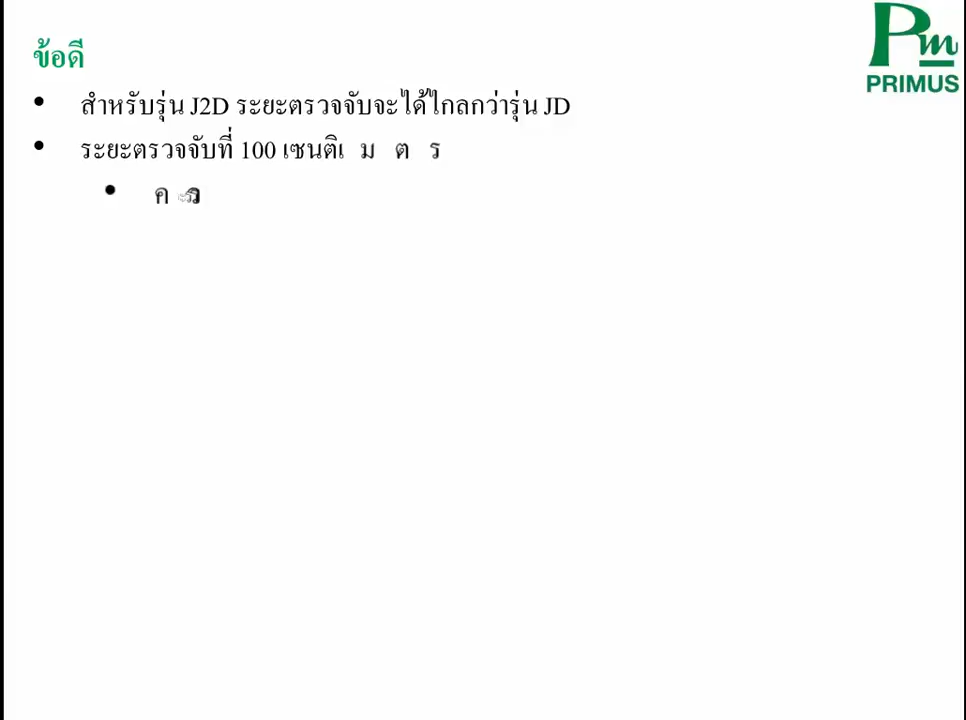 Pm
PRIMUS
ข้อดี
• สำหรับรุ่น J2D ระยะตรวจจับจะได้ไกลกว่ารุ่น JD
• ระยะตรวจจับที่ 100 เซนติเ ม ต ร
• ค